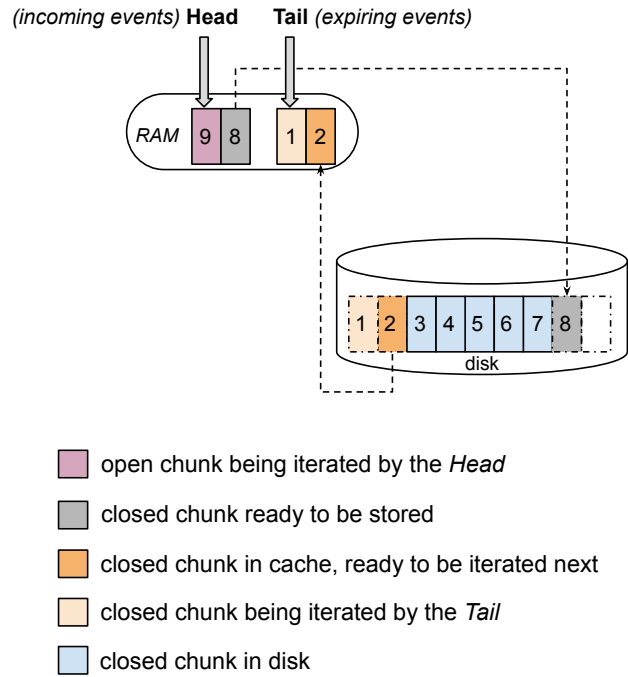 (incoming events) Head Tail (expiring events)
RAM 9 8 1 2
1 2 3 4 5 6 7 8
disk
open chunk being iterated by the Head
closed chunk ready to be stored
closed chunk in cache, ready to be iterated next
closed chunk being iterated by the Tail
closed chunk in disk